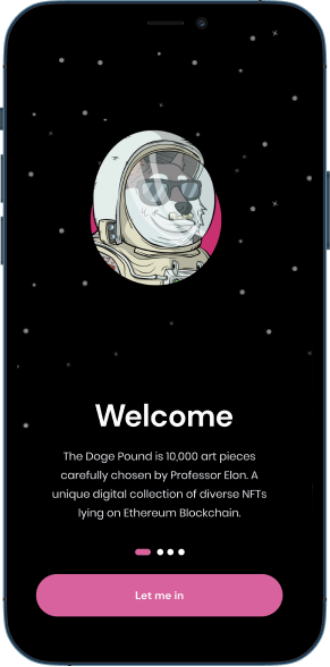 Welcome
The Doge Pound is 10,000 art pieces
carefully chosen by Professor Elon. A
unique digital collection of diverse NFTs
lying on Ethereum Blockchain.
Let me in